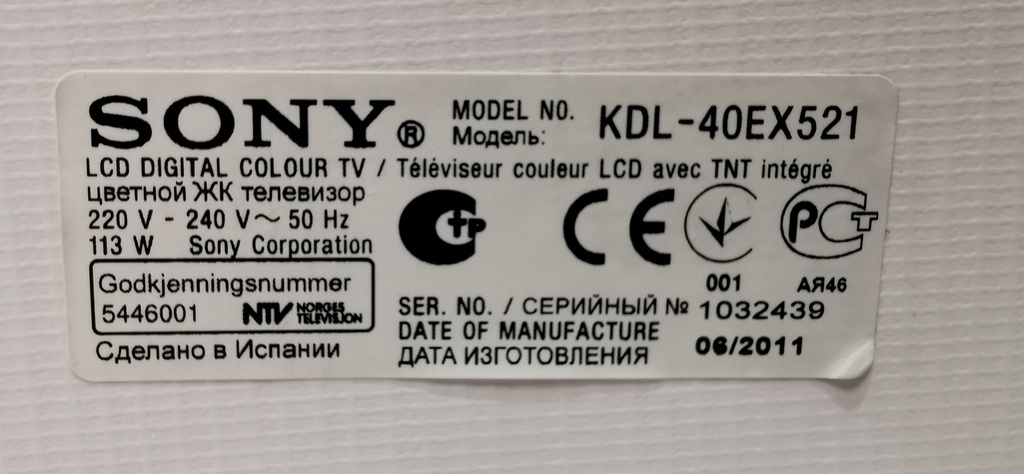 SONY® MODEL NO. KDL-40EX521
Модель:
LCD DIGITAL COLOUR TV / Téléviseur couleur LCD avec TNT intégré
цветной ЖК телевизор
220 V - 240 V ~ 50 Hz
113 W Sony Corporation
Godkjenningsnummer
5446001 NTV NORGES TELEVISJON
Сделано в Испании
CE
PCT
001 АЯ46
SER. NO. / СЕРИЙНЫЙ № 1032439
DATE OF MANUFACTURE
ДАТА ИЗГОТОВЛЕНИЯ 06/2011